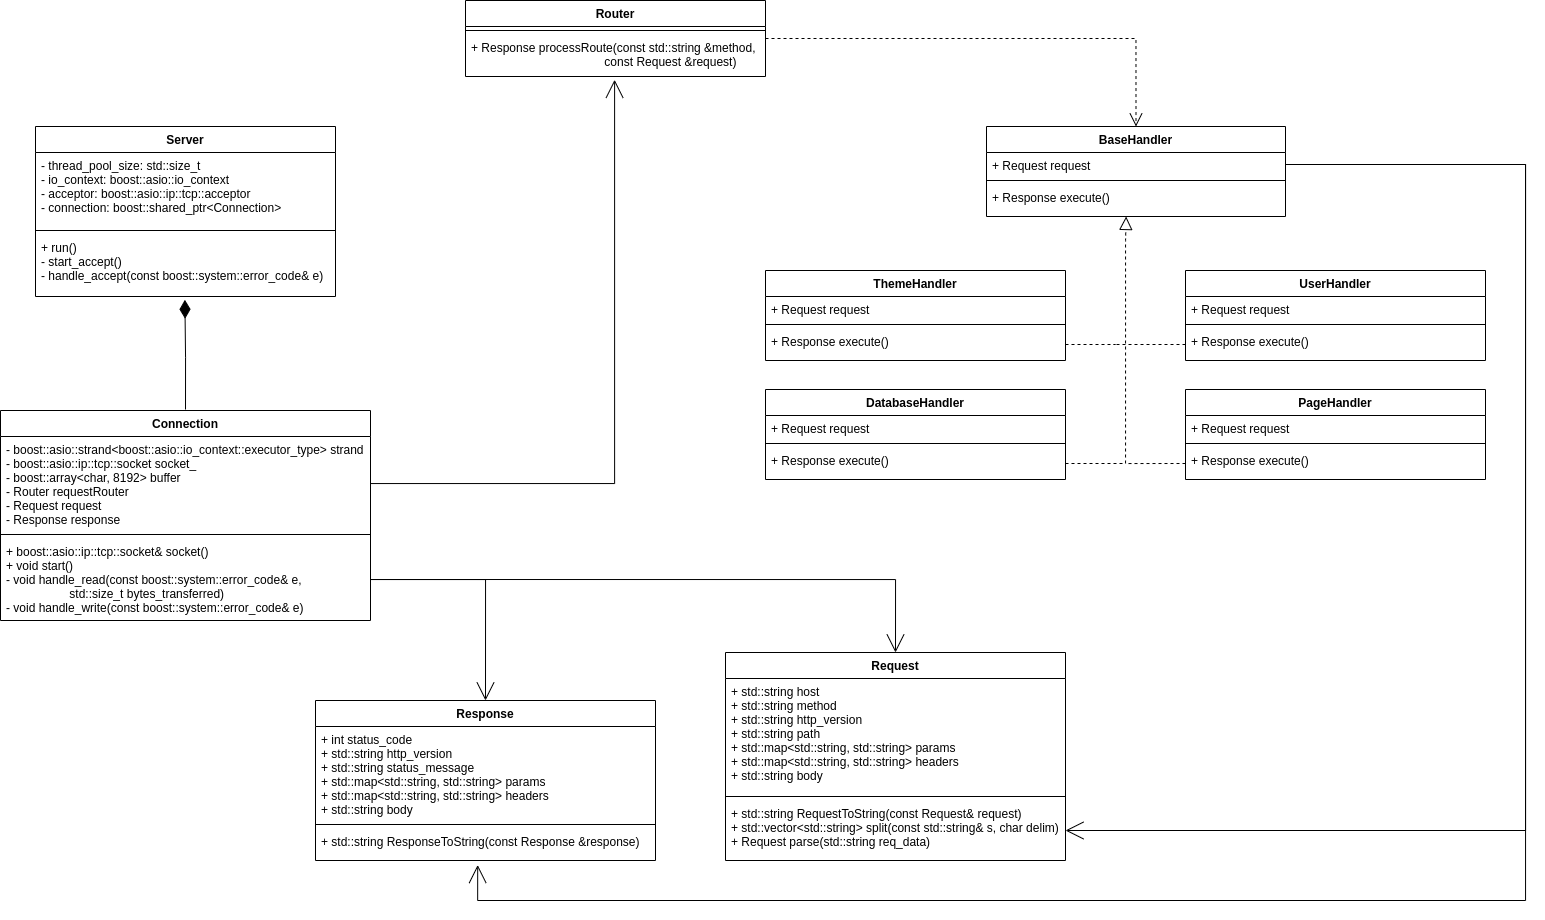 Router
+ Response processRoute(const std::string &method,
const Request &request)
Server
- thread_pool_size: std::size_t
- io_context: boost::asio::io_context
- acceptor: boost::asio::ip::tcp::acceptor
- connection: boost::shared_ptr<Connection>
+ run()
- start_accept()
- handle_accept(const boost::system::error_code& e)
BaseHandler
+ Request request
+ Response execute()
ThemeHandler
+ Request request
+ Response execute()
UserHandler
+ Request request
+ Response execute()
DatabaseHandler
+ Request request
+ Response execute()
PageHandler
+ Request request
+ Response execute()
Connection
- boost::asio::strand<boost::asio::io_context::executor_type> strand
- boost::asio::ip::tcp::socket socket_
- boost::array<char, 8192> buffer
- Router requestRouter
- Request request
- Response response
+ boost::asio::ip::tcp::socket& socket()
+ void start()
- void handle_read(const boost::system::error_code& e,
std::size_t bytes_transferred)
- void handle_write(const boost::system::error_code& e)
Response
+ int status_code
+ std::string http_version
+ std::string status_message
+ std::map<std::string, std::string> params
+ std::map<std::string, std::string> headers
+ std::string body
+ std::string ResponseToString(const Response &response)
Request
+ std::string host
+ std::string method
+ std::string http_version
+ std::string path
+ std::map<std::string, std::string> params
+ std::map<std::string, std::string> headers
+ std::string body
+ std::string RequestToString(const Request& request)
+ std::vector<std::string> split(const std::string& s, char delim)
+ Request parse(std::string req_data)